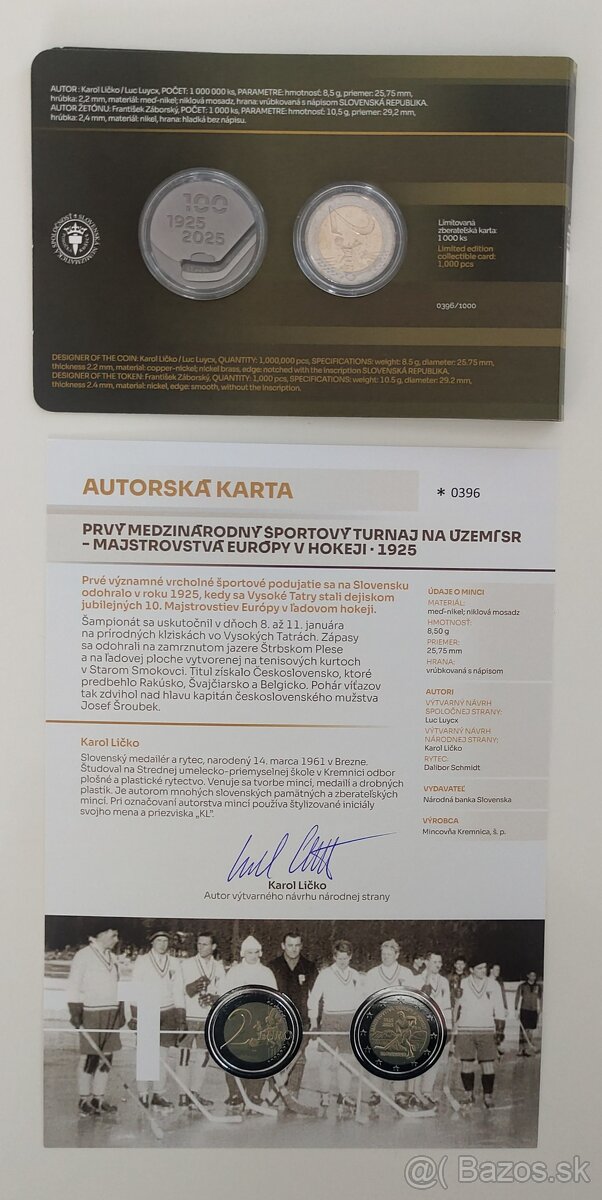 AUTOR : Karol Ličko / Luc Luycx, POČET: 1 000 000 ks, PARAMETRE: hmotnosť: 8,5 g, priemer: 25,75 mm,
hrúbka: 2,2 mm, materiál: meď-nikel; niklová mosadz, hrana: vrúbkovaná s nápisom SLOVENSKÁ REPUBLIKA.
AUTOR ŽETÓNU: František Záborský, POČET: 1 000 ks, PARAMETRE: hmotnosť: 10,5 g, priemer: 29,2 mm,
hrúbka: 2,4 mm, materiál: nikel, hrana: hladká bez nápisu.
SLOVENSKÁ NUMIZMATICKÁ SPOLOČNOSŤ
100
1925
2025
Limitovaná
zberateľská karta:
1 000 ks
Limited edition
collectible card:
1,000 pcs
0396/1000
DESIGNER OF THE COIN: Karol Ličko / Luc Luycx, QUANTITY: 1,000,000 pcs, SPECIFICATIONS: weight: 8.5 g, diameter: 25.75 mm,
thickness 2.2 mm, material: copper-nickel; nickel brass, edge: notched with the inscription SLOVENSKÁ REPUBLIKA.
DESIGNER OF THE TOKEN: František Záborský, QUANTITY: 1,000 pcs, SPECIFICATIONS: weight: 10.5 g, diameter: 29.2 mm,
thickness 2.4 mm, material: nickel, edge: smooth, without the inscription.
AUTORSKÁ KARTA
* 0396
PRVÝ MEDZINÁRODNÝ ŠPORTOVÝ TURNAJ NA ÚZEMÍ SR
– MAJSTROVSTVÁ EURÓPY V HOKEJI · 1925
Prvé významné vrcholné športové podujatie sa na Slovensku
odohralo v roku 1925, kedy sa Vysoké Tatry stali dejiskom
jubilejných 10. Majstrovstiev Európy v ľadovom hokeji.
Šampionát sa uskutočnil v dňoch 8. až 11. januára
na prírodných klziskách vo Vysokých Tatrách. Zápasy
sa odohrali na zamrznutom jazere Štrbskom Plese
a na ľadovej ploche vytvorenej na tenisových kurtoch
v Starom Smokovci. Titul získalo Československo, ktoré
predbehlo Rakúsko, Švajčiarsko a Belgicko. Pohár víťazov
tak zdvihol nad hlavu kapitán československého mužstva
Josef Šroubek.
Karol Ličko
Slovenský medailér a rytec, narodený 14. marca 1961 v Brezne.
Študoval na Strednej umelecko-priemyselnej škole v Kremnici odbor
plošné a plastické rytectvo. Venuje sa tvorbe mincí, medailí a drobných
plastík. Je autorom mnohých slovenských pamätných a zberateľských
mincí. Pri označovaní autorstva mincí používa štylizované iniciály
svojho mena a priezviska „KL“.
Karol Ličko
Autor výtvarného návrhu národnej strany
ÚDAJE O MINCI
MATERIÁL:
meď-nikel; niklová mosadz
HMOTNOSŤ:
8,50 g
PRIEMER:
25,75 mm
HRANA:
vrúbkovaná s nápisom
AUTORI
VÝTVARNÝ NÁVRH
SPOLOČNEJ STRANY:
Luc Luycx
VÝTVARNÝ NÁVRH
NÁRODNEJ STRANY:
Karol Ličko
RYTEC:
Dalibor Schmidt
VYDAVATEĽ
Národná banka Slovenska
VÝROBCA
Mincovňa Kremnica, š. p.
2 EURO
@( Bazos.sk